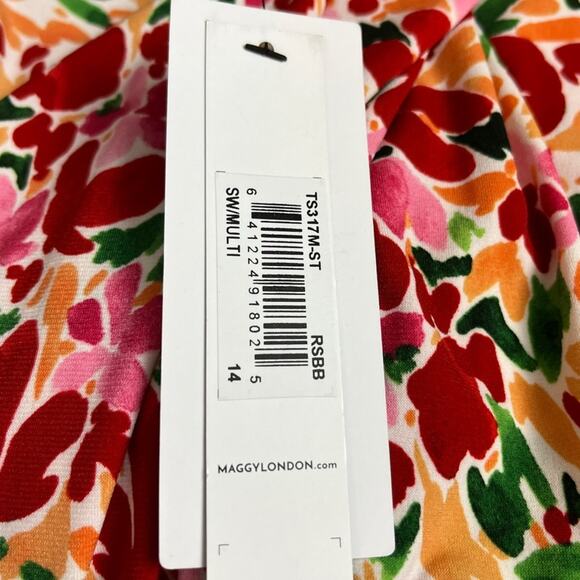 TS317M-ST RSBB
6 41224 91802 5
SW/MULTI 14
MAGGYLONDON.com